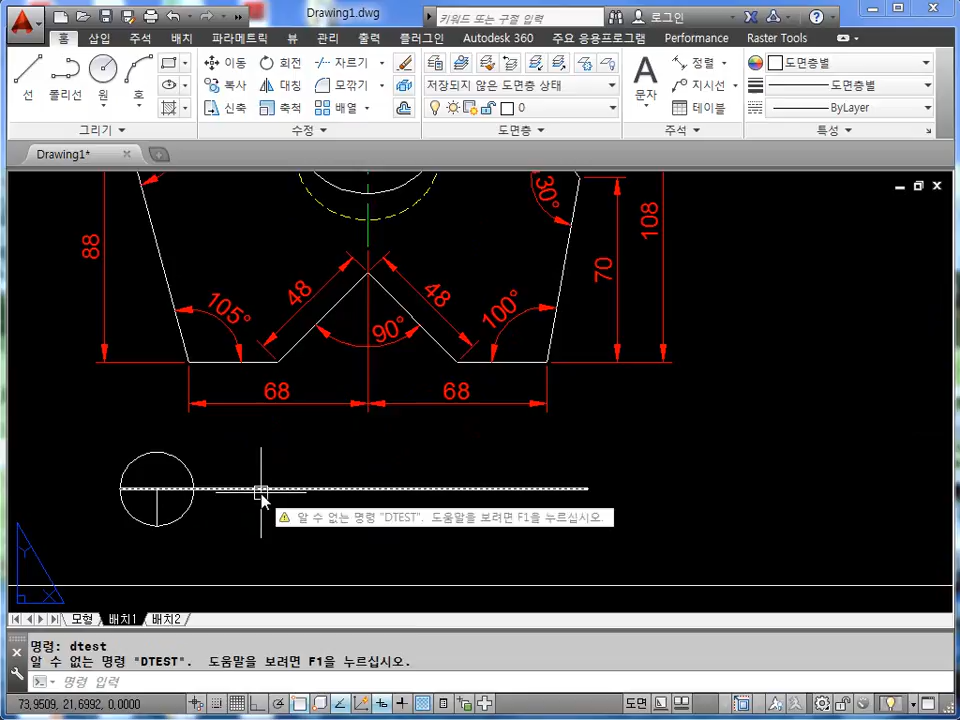 Drawing1.dwg
키워드 또는 구절 입력
로그인
홈 삽입 주석 배치 파라메트릭 뷰 관리 출력 플러그인 Autodesk 360 주요 응용프로그램 Performance Raster Tools
선 폴리선 원 호
이동 회전 자르기
복사 대칭 모깎기
신축 축척 배열
저장되지 않은 도면층 상태
0
문자
정렬
지시선
테이블
도면층별
도면층별
ByLayer
그리기 수정 도면층 주석 특성
Drawing1*
30°
108
88
70
48
48
105°
90°
100°
68
68
알 수 없는 명령 "DTEST". 도움말을 보려면 F1을 누르십시오.
Y
X
모형 배치1 배치2
명령: dtest
알 수 없는 명령 "DTEST". 도움말을 보려면 F1을 누르십시오.
명령 입력
73,9509, 21,6992, 0,0000
도면